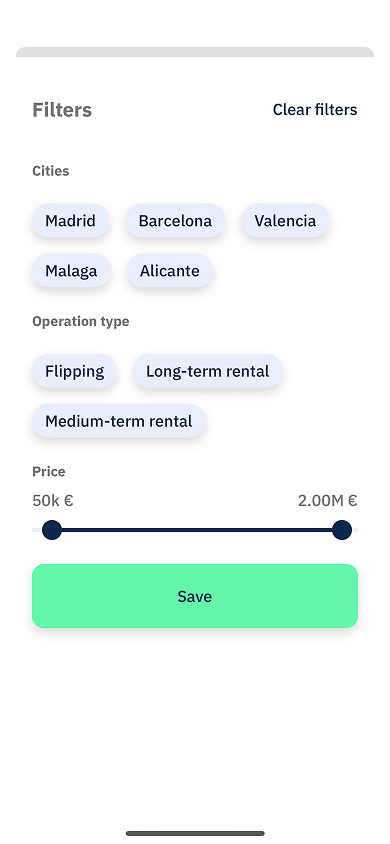 Filters Clear filters
Cities
Madrid Barcelona Valencia
Malaga Alicante
Operation type
Flipping Long-term rental
Medium-term rental
Price
50k € 2.00M €
Save